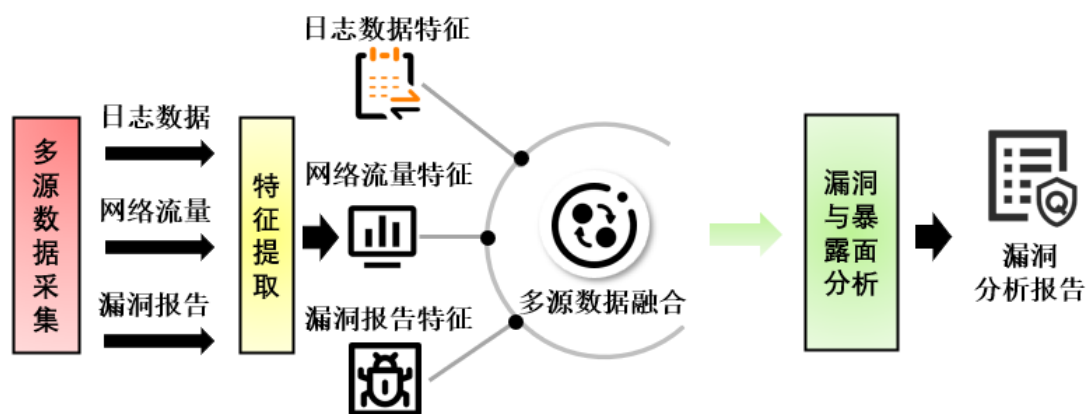 多源数据采集
日志数据
网络流量
漏洞报告
特征提取
日志数据特征
网络流量特征
漏洞报告特征
多源数据融合
漏洞
与暴
露面
分析
漏洞
分析报告